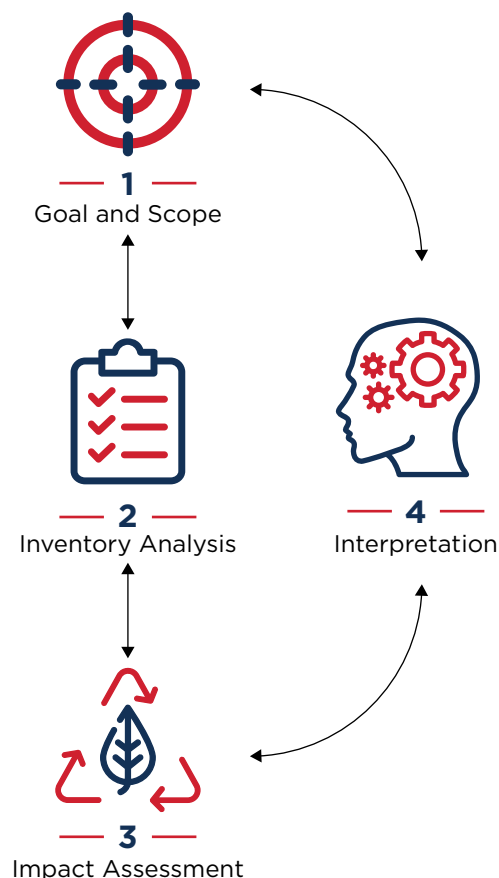 1
Goal and Scope
2
Inventory Analysis
4
Interpretation
3
Impact Assessment